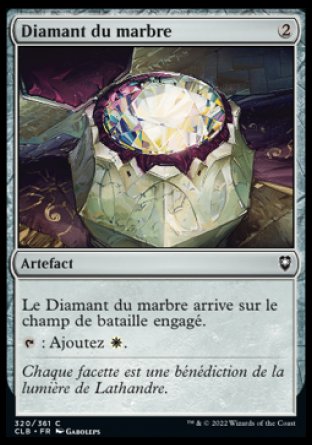 Diamant du marbre 2
Artefact
Le Diamant du marbre arrive sur le
champ de bataille engagé.
: Ajoutez .
Chaque facette est une bénédiction de la
lumière de Lathandre.
320/361 C
CLB • FR Gaboleps
™ & © 2022 Wizards of the Coast